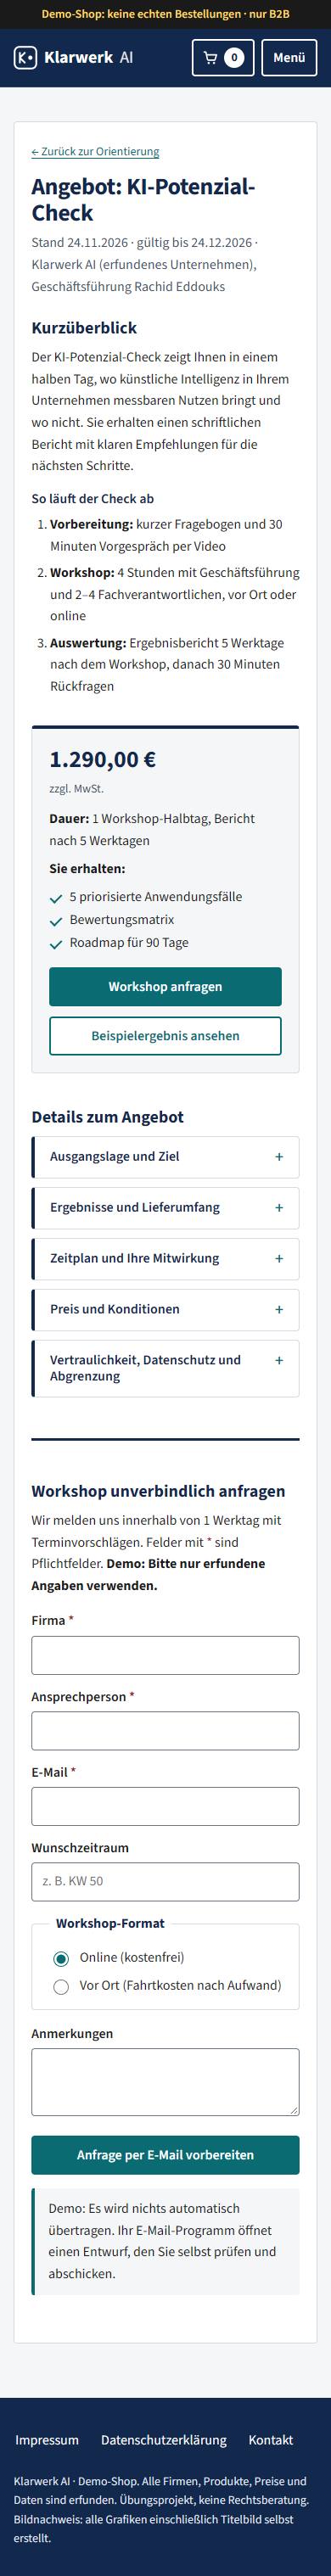 Demo-Shop: keine echten Bestellungen · nur B2B
Klarwerk AI
0
Menü
← Zurück zur Orientierung
Angebot: KI-Potenzial-
Check
Stand 24.11.2026 · gültig bis 24.12.2026 ·
Klarwerk AI (erfundenes Unternehmen),
Geschäftsführung Rachid Eddouks
Kurzüberblick
Der KI-Potenzial-Check zeigt Ihnen in einem
halben Tag, wo künstliche Intelligenz in Ihrem
Unternehmen messbaren Nutzen bringt und
wo nicht. Sie erhalten einen schriftlichen
Bericht mit klaren Empfehlungen für die
nächsten Schritte.
So läuft der Check ab
1. Vorbereitung: kurzer Fragebogen und 30
Minuten Vorgespräch per Video
2. Workshop: 4 Stunden mit Geschäftsführung
und 2–4 Fachverantwortlichen, vor Ort oder
online
3. Auswertung: Ergebnisbericht 5 Werktage
nach dem Workshop, danach 30 Minuten
Rückfragen
1.290,00 €
zzgl. MwSt.
Dauer: 1 Workshop-Halbtag, Bericht
nach 5 Werktagen
Sie erhalten:
5 priorisierte Anwendungsfälle
Bewertungsmatrix
Roadmap für 90 Tage
Workshop anfragen
Beispielergebnis ansehen
Details zum Angebot
Ausgangslage und Ziel +
Ergebnisse und Lieferumfang +
Zeitplan und Ihre Mitwirkung +
Preis und Konditionen +
Vertraulichkeit, Datenschutz und +
Abgrenzung
Workshop unverbindlich anfragen
Wir melden uns innerhalb von 1 Werktag mit
Terminvorschlägen. Felder mit * sind
Pflichtfelder. Demo: Bitte nur erfundene
Angaben verwenden.
Firma *
Ansprechperson *
E-Mail *
Wunschzeitraum
z. B. KW 50
Workshop-Format
Online (kostenfrei)
Vor Ort (Fahrtkosten nach Aufwand)
Anmerkungen
Anfrage per E-Mail vorbereiten
Demo: Es wird nichts automatisch
übertragen. Ihr E-Mail-Programm öffnet
einen Entwurf, den Sie selbst prüfen und
abschicken.
Impressum Datenschutzerklärung Kontakt
Klarwerk AI · Demo-Shop. Alle Firmen, Produkte, Preise und
Daten sind erfunden. Übungsprojekt, keine Rechtsberatung.
Bildnachweis: alle Grafiken einschließlich Titelbild selbst
erstellt.